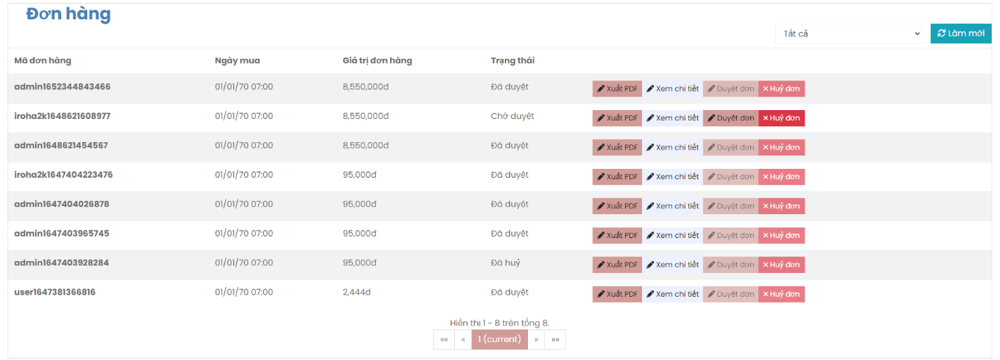 Đơn hàng
Tất cả Làm mới
Mã đơn hàng Ngày mua Giá trị đơn hàng Trạng thái
admin1652344843466 01/01/70 07:00 8,550,000đ Đã duyệt Xuất PDF Xem chi tiết Duyệt đơn × Huỷ đơn
iroha2k1648621608977 01/01/70 07:00 8,550,000đ Chờ duyệt Xuất PDF Xem chi tiết Duyệt đơn × Huỷ đơn
admin1648621454567 01/01/70 07:00 8,550,000đ Đã duyệt Xuất PDF Xem chi tiết Duyệt đơn × Huỷ đơn
iroha2k1647404223476 01/01/70 07:00 95,000đ Đã duyệt Xuất PDF Xem chi tiết Duyệt đơn × Huỷ đơn
admin1647404026878 01/01/70 07:00 95,000đ Đã duyệt Xuất PDF Xem chi tiết Duyệt đơn × Huỷ đơn
admin1647403965745 01/01/70 07:00 95,000đ Đã duyệt Xuất PDF Xem chi tiết Duyệt đơn × Huỷ đơn
admin1647403928284 01/01/70 07:00 95,000đ Đã huỷ Xuất PDF Xem chi tiết Duyệt đơn × Huỷ đơn
user1647381366816 01/01/70 07:00 2,444đ Đã duyệt Xuất PDF Xem chi tiết Duyệt đơn × Huỷ đơn
Hiển thị 1 - 8 trên tổng 8.
«« « 1 (current) » »»